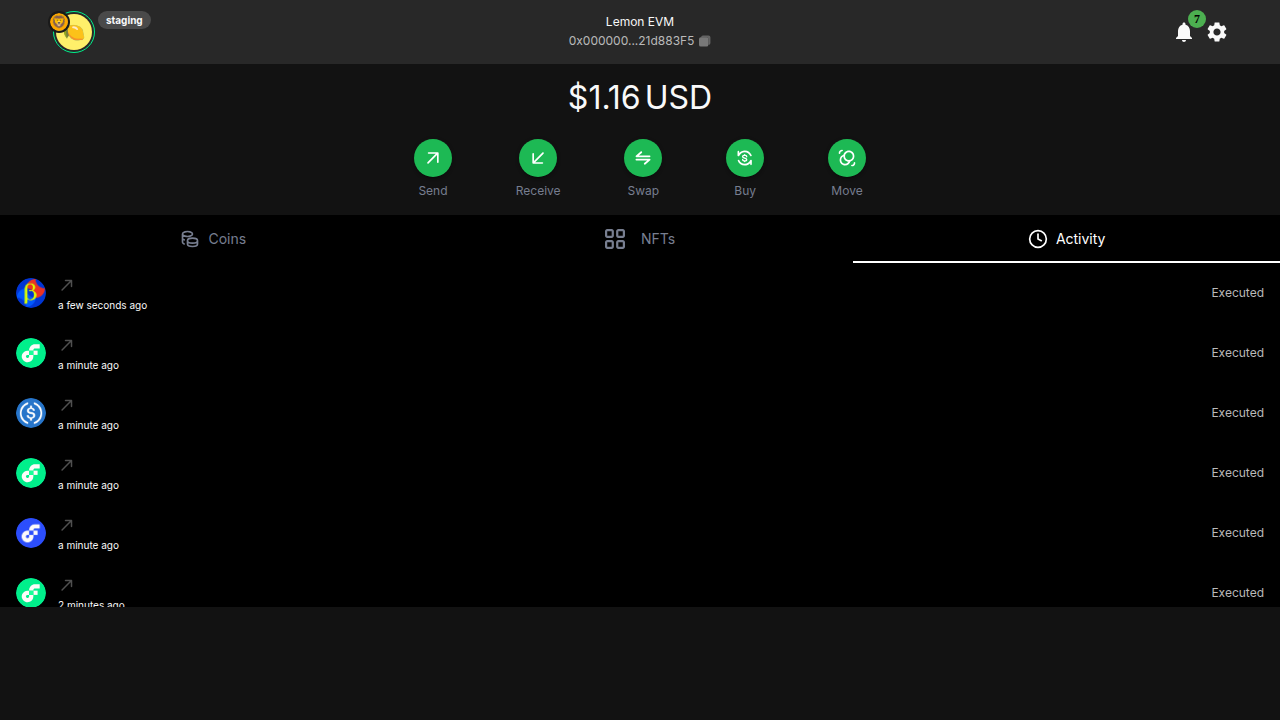 staging
Lemon EVM
0x000000...21d883F5
7
$1.16 USD
Send
Receive
Swap
Buy
Move
Coins
NFTs
Activity
a few seconds ago
Executed
a minute ago
Executed
a minute ago
Executed
a minute ago
Executed
a minute ago
Executed
2 minutes ago
Executed